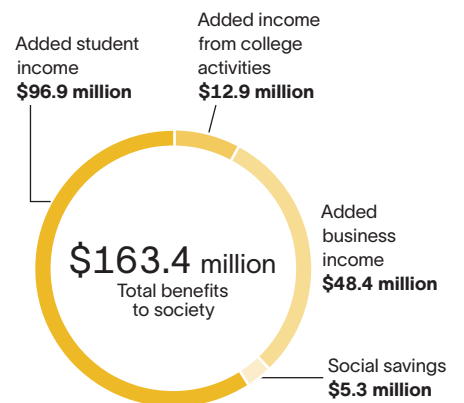 Added student
income
$96.9 million
Added income
from college
activities
$12.9 million
$163.4 million
Total benefits
to society
Added
business
income
$48.4 million
Social savings
$5.3 million